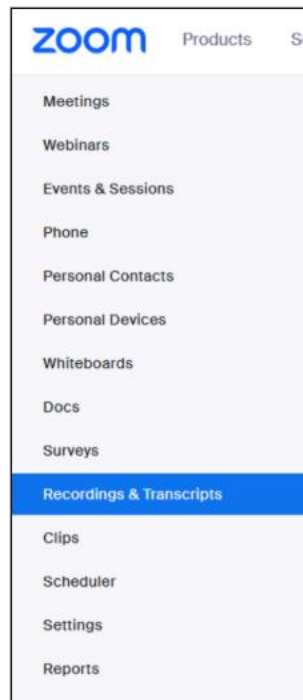 zoom Products
Meetings
Webinars
Events & Sessions
Phone
Personal Contacts
Personal Devices
Whiteboards
Docs
Surveys
Recordings & Transcripts
Clips
Scheduler
Settings
Reports